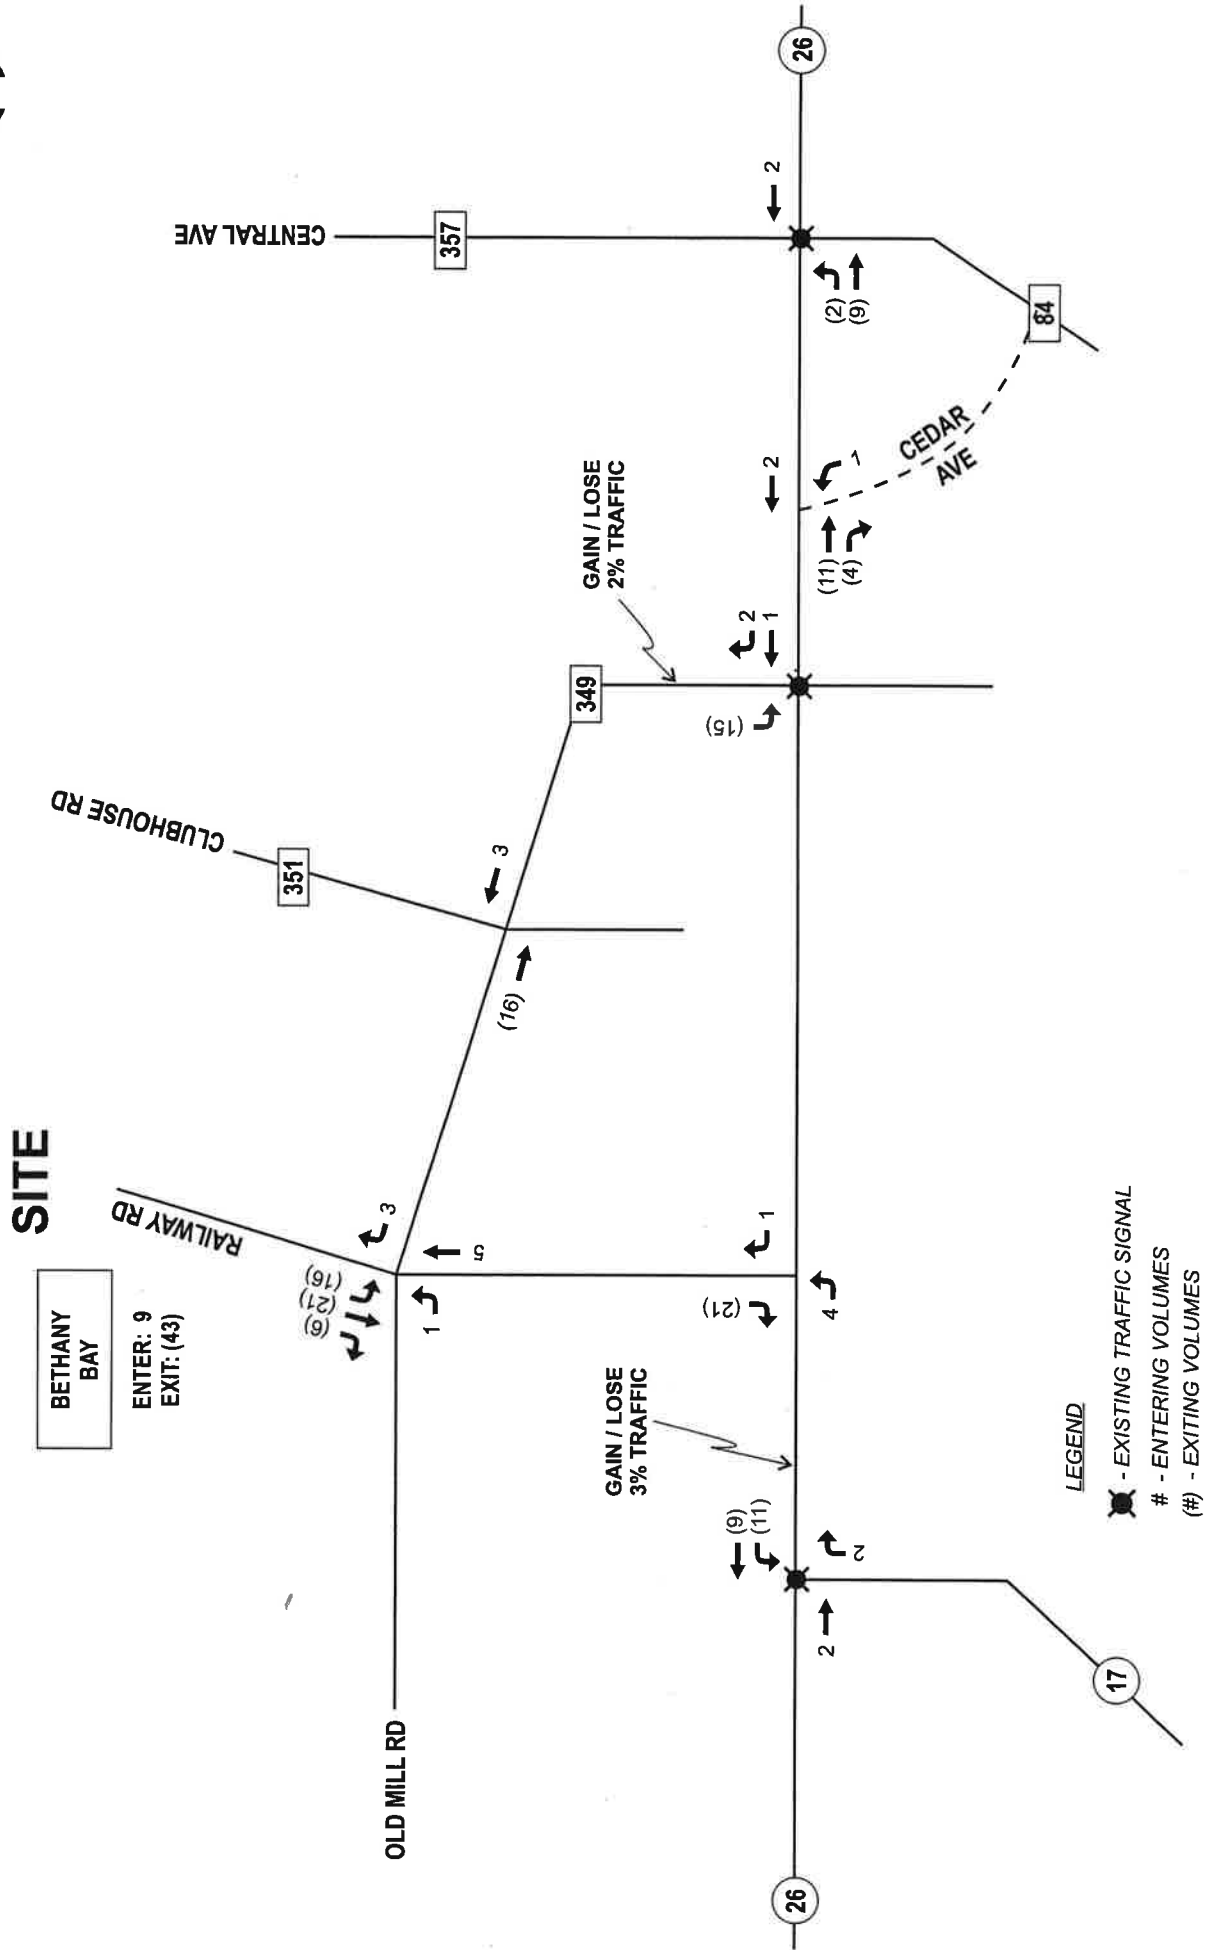 SITE
BETHANY
BAY
ENTER: 9
EXIT: (43)
RAILWAY RD
CLUBHOUSE RD
351
CENTRAL AVE
357
OLD MILL RD
(6)
(21)
(16)
3
1
5
(16)
3
349
GAIN / LOSE
2% TRAFFIC
GAIN / LOSE
3% TRAFFIC
(9)
(11)
2
2
(21)
1
4
(15)
2
1
2
(11)
(4)
1
CEDAR
AVE
2
(2)
(9)
84
26
26
17
LEGEND
- EXISTING TRAFFIC SIGNAL
# - ENTERING VOLUMES
(#) - EXITING VOLUMES